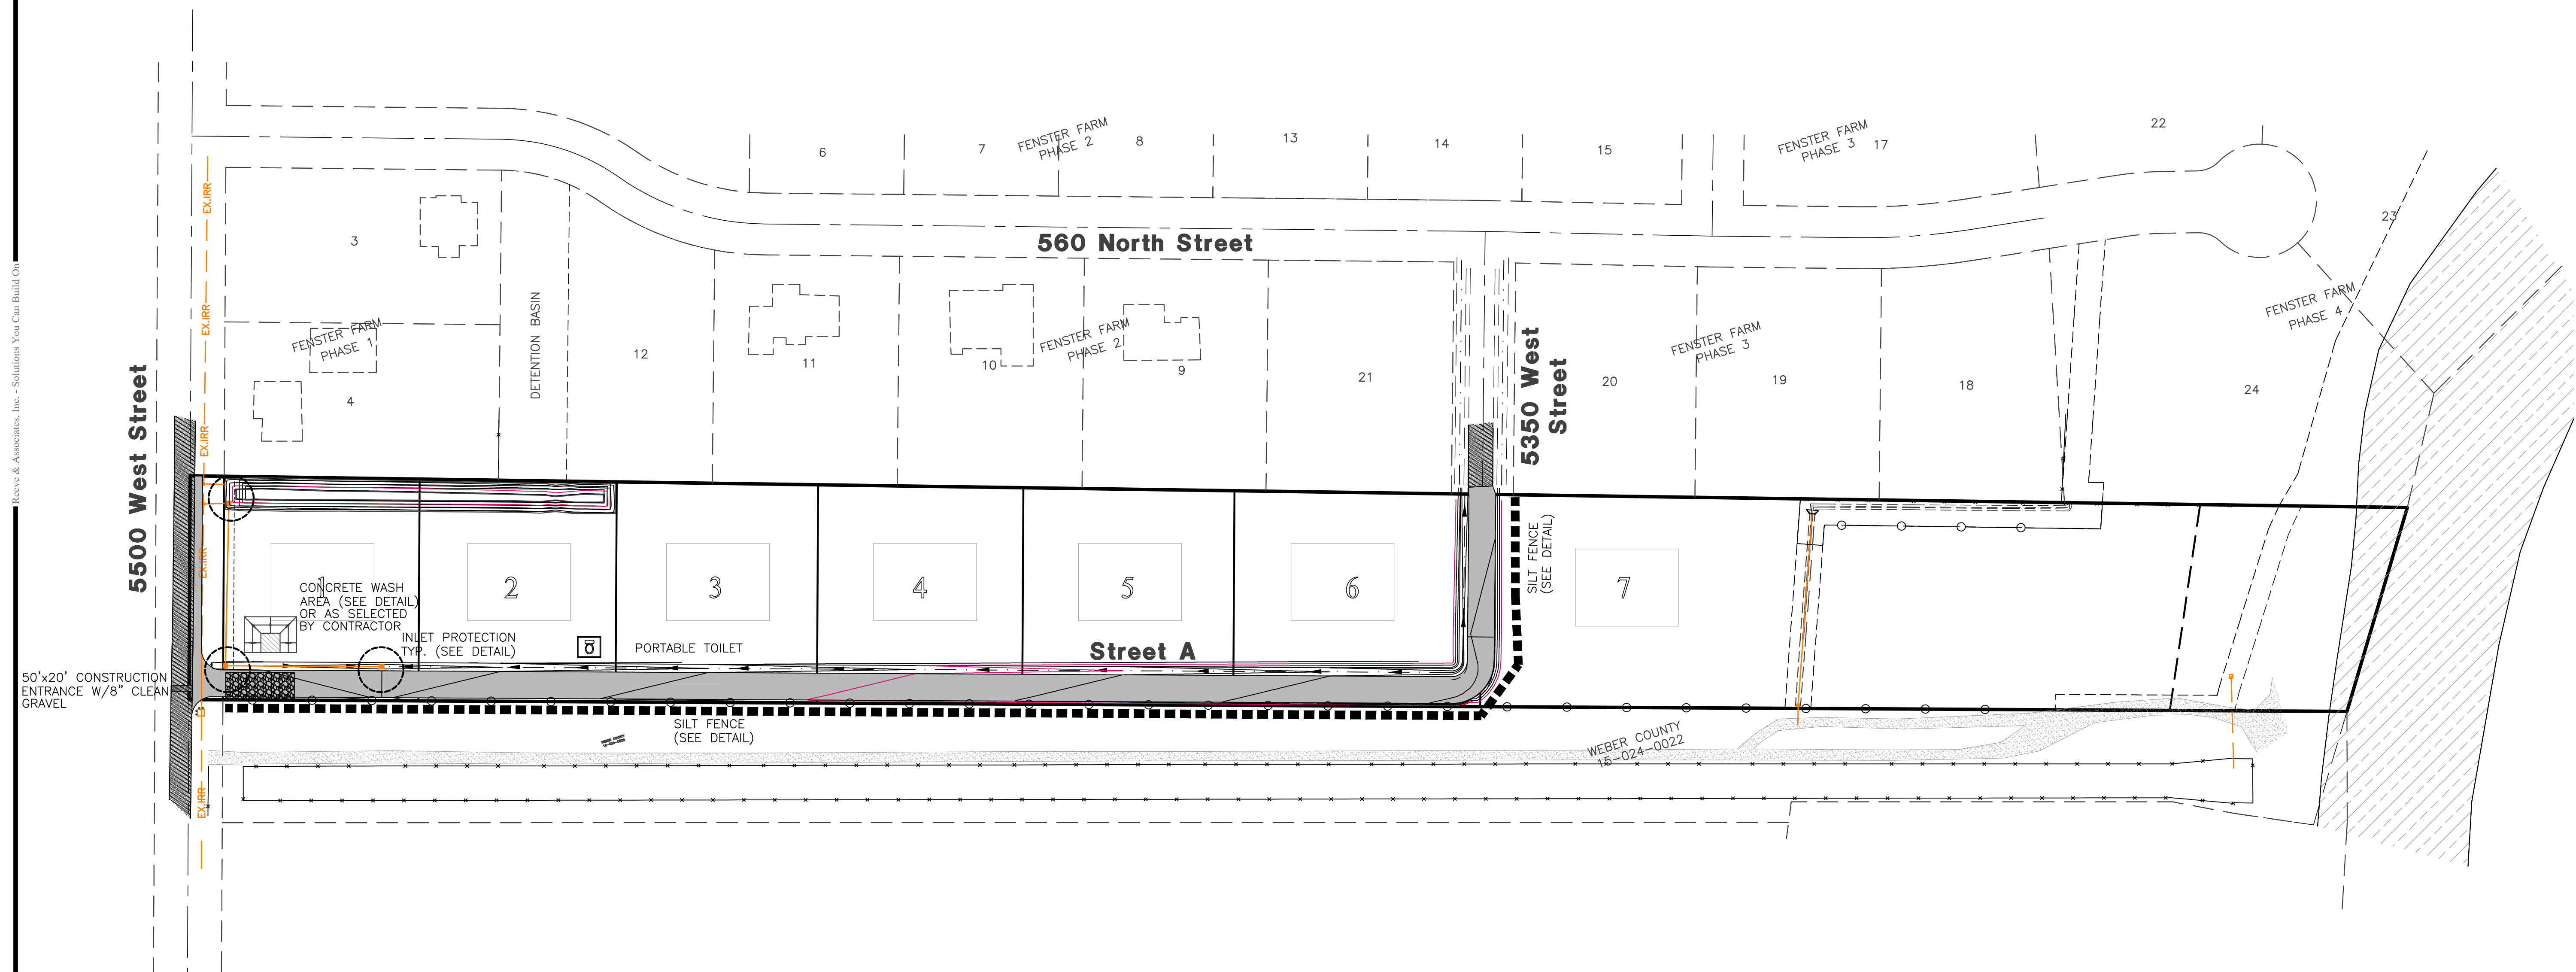 Reeve & Associates, Inc. - Solutions You Can Build On
22
6
7
FENSTER FARM
PHASE 2
8
13
14
15
FENSTER FARM
PHASE 3
17
23
EX.IRR
3
560 North Street
EX.IRR
FENSTER FARM
PHASE 1
4
EX.IRR
DETENTION BASIN
12
11
10
FENSTER FARM
PHASE 2
9
21
5350 West
Street
20
FENSTER FARM
PHASE 3
19
18
FENSTER FARM
PHASE 4
24
5500 West Street
EX.IRR
1
2
3
4
5
6
7
SILT FENCE
(SEE DETAIL)
CONCRETE WASH
AREA (SEE DETAIL)
OR AS SELECTED
BY CONTRACTOR
INLET PROTECTION
TYP. (SEE DETAIL)
PORTABLE TOILET
Street A
50'x20' CONSTRUCTION
ENTRANCE W/8" CLEAN
GRAVEL
SILT FENCE
(SEE DETAIL)
WEBER COUNTY
15-024-0022
WEBER COUNTY
15-024-0022
EX.IRR